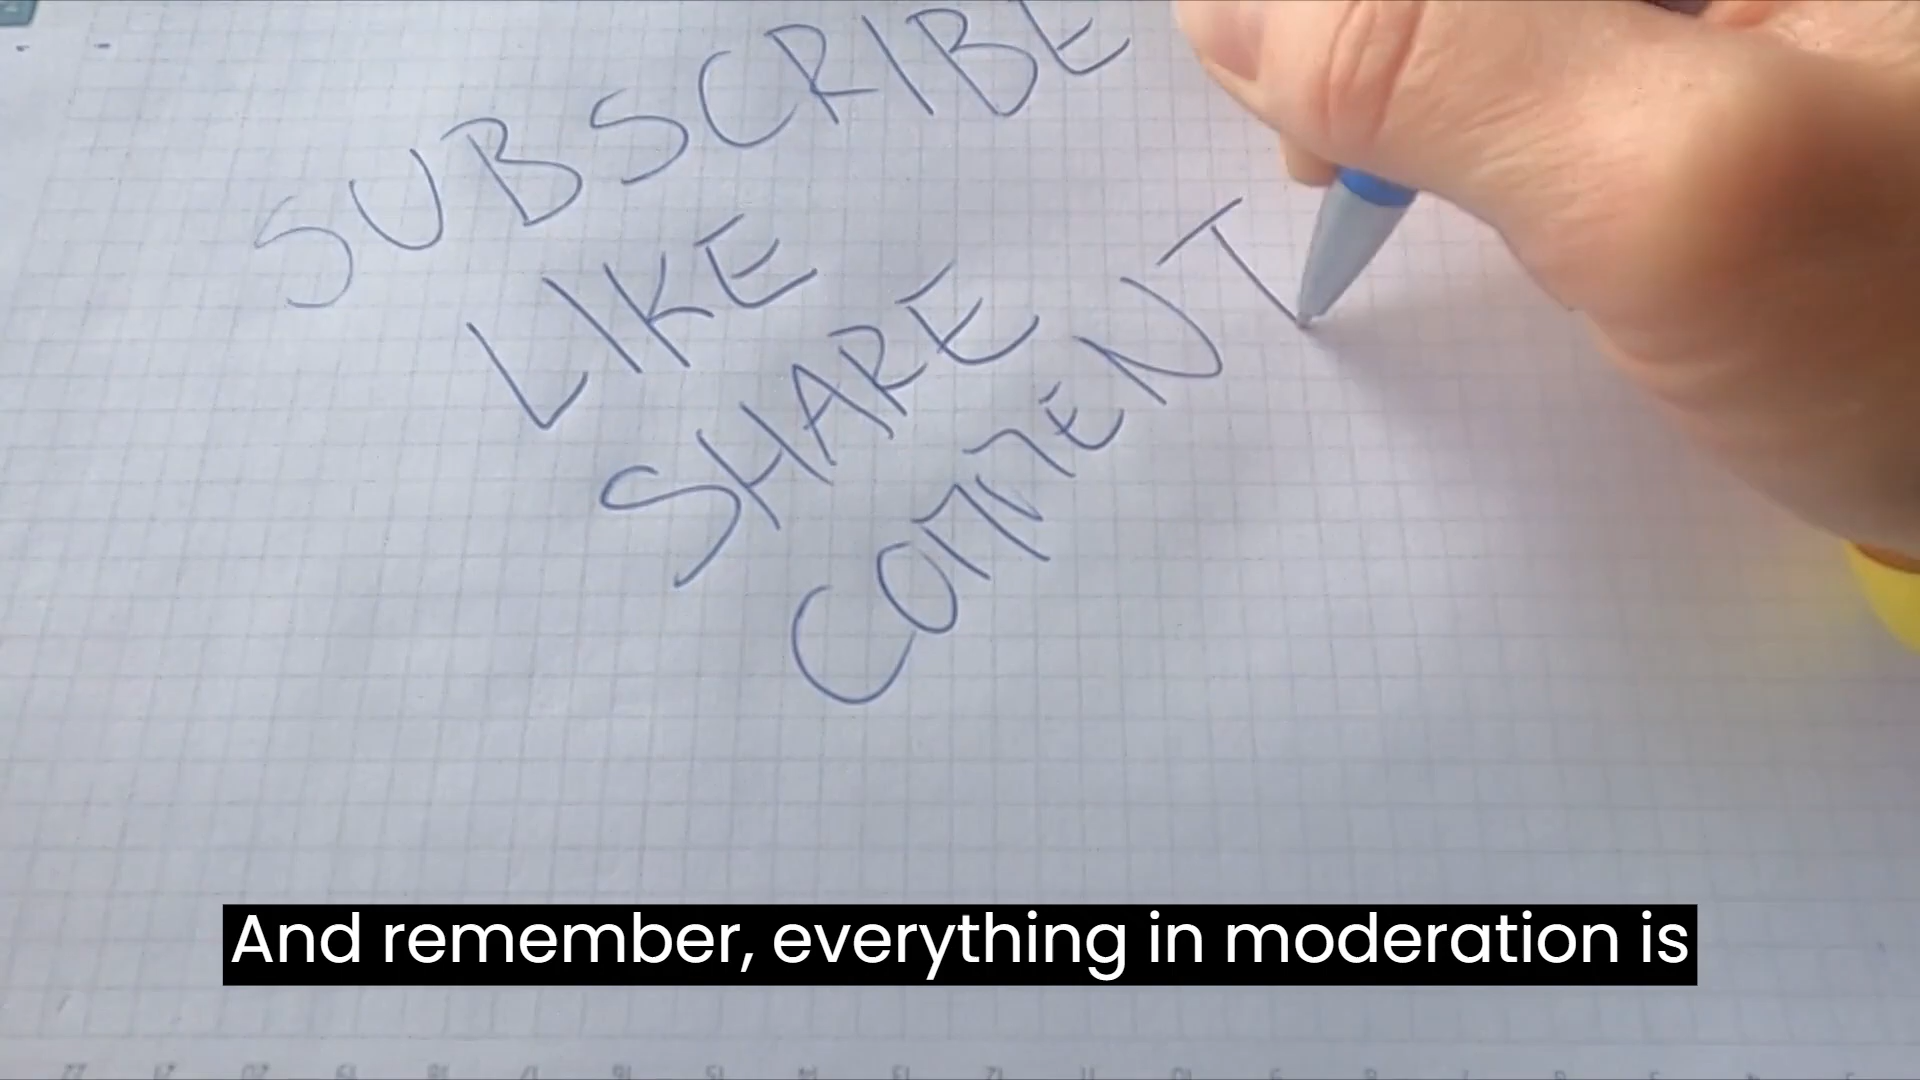 SUBSCRIBE
LIKE
SHARE
COMMENT
And remember, everything in moderation is